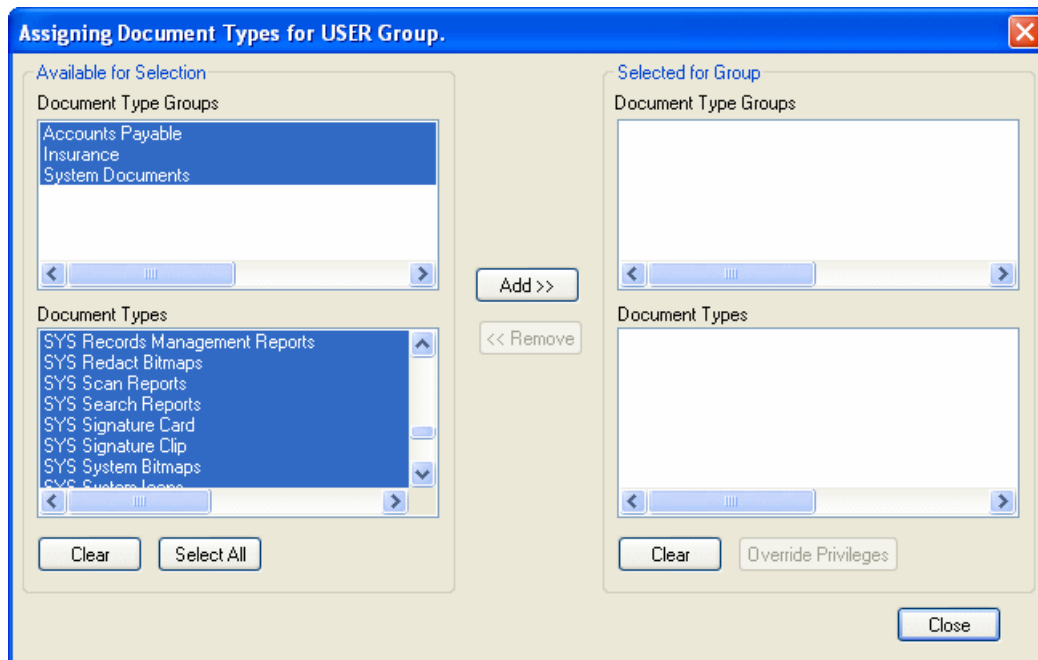 Assigning Document Types for USER Group.
Available for Selection
Document Type Groups
Accounts Payable
Insurance
System Documents
Document Types
SYS Records Management Reports
SYS Redact Bitmaps
SYS Scan Reports
SYS Search Reports
SYS Signature Card
SYS Signature Clip
SYS System Bitmaps
SYS System Icons
Clear
Select All
Add >>
<< Remove
Selected for Group
Document Type Groups
Document Types
Clear
Override Privileges
Close